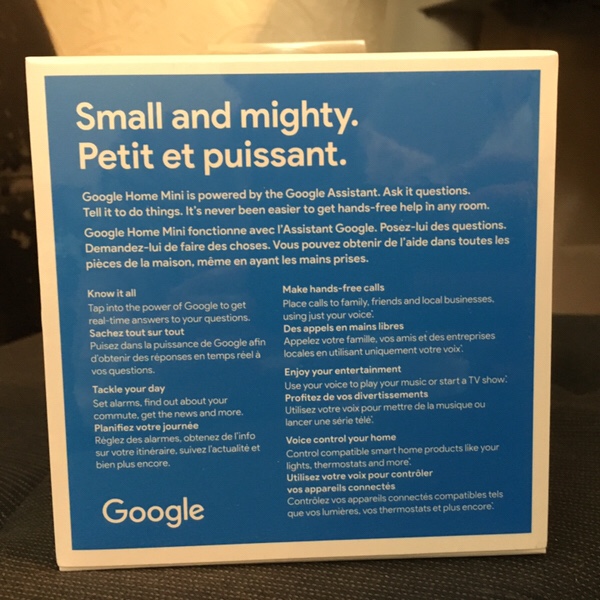 Small and mighty.
Petit et puissant.
Google Home Mini is powered by the Google Assistant. Ask it questions.
Tell it to do things. It's never been easier to get hands-free help in any room.
Google Home Mini fonctionne avec l'Assistant Google. Posez-lui des questions.
Demandez-lui de faire des choses. Vous pouvez obtenir de l'aide dans toutes les
pièces de la maison, même en ayant les mains prises.
Know it all
Tap into the power of Google to get
real-time answers to your questions.
Sachez tout sur tout
Puisez dans la puissance de Google afin
d'obtenir des réponses en temps réel à
vos questions.
Tackle your day
Set alarms, find out about your
commute, get the news and more.
Planifiez votre journée
Réglez des alarmes, obtenez de l'info
sur votre itinéraire, suivez l'actualité et
bien plus encore.
Make hands-free calls
Place calls to family, friends and local businesses,
using just your voice.*
Des appels en mains libres
Appelez votre famille, vos amis et des entreprises
locales en utilisant uniquement votre voix.*
Enjoy your entertainment
Use your voice to play your music or start a TV show.*
Profitez de vos divertissements
Utilisez votre voix pour mettre de la musique ou
lancer une série télé.*
Voice control your home
Control compatible smart home products like your
lights, thermostats and more.*
Utilisez votre voix pour contrôler
vos appareils connectés
Contrôlez vos appareils connectés compatibles tels
que vos lumières, vos thermostats et plus encore.*
Google